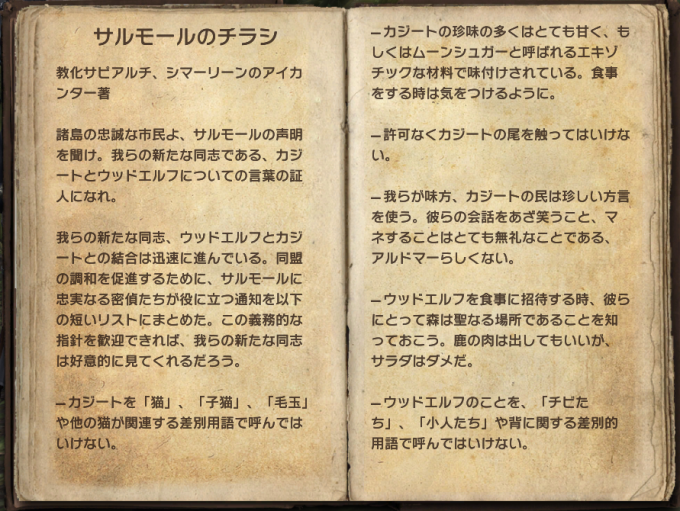 サルモールのチラシ
教化サピアルチ、シマーリーンのアイカ
ンター著
諸島の忠誠な市民よ、サルモールの声明
を聞け。我らの新たな同志である、カジ
ートとウッドエルフについての言葉の証
人になれ。
我らの新たな同志、ウッドエルフとカジ
ートとの結合は迅速に進んでいる。同盟
の調和を促進するために、サルモールに
忠実なる密偵たちが役に立つ通知を以下
の短いリストにまとめた。この義務的な
指針を歓迎できれば、我らの新たな同志
は好意的に見てくれるだろう。
—カジートを「猫」、「子猫」、「毛玉」
や他の猫が関連する差別用語で呼んでは
いけない。
—カジートの珍味の多くはとても甘く、も
しくはムーンシュガーと呼ばれるエキゾ
チックな材料で味付けされている。食事
をする時は気をつけるように。
—許可なくカジートの尾を触ってはいけな
い。
—我らが味方、カジートの民は珍しい方言
を使う。彼らの会話をあざ笑うこと、マ
ネすることはとても無礼なことである、
アルドマーらしくない。
—ウッドエルフを食事に招待する時、彼ら
にとって森は聖なる場所であることを知
っておこう。鹿の肉は出してもいいが、
サラダはダメだ。
—ウッドエルフのことを、「チビた
ち」、「小人たち」や背に関する差別的
用語で呼んではいけない。